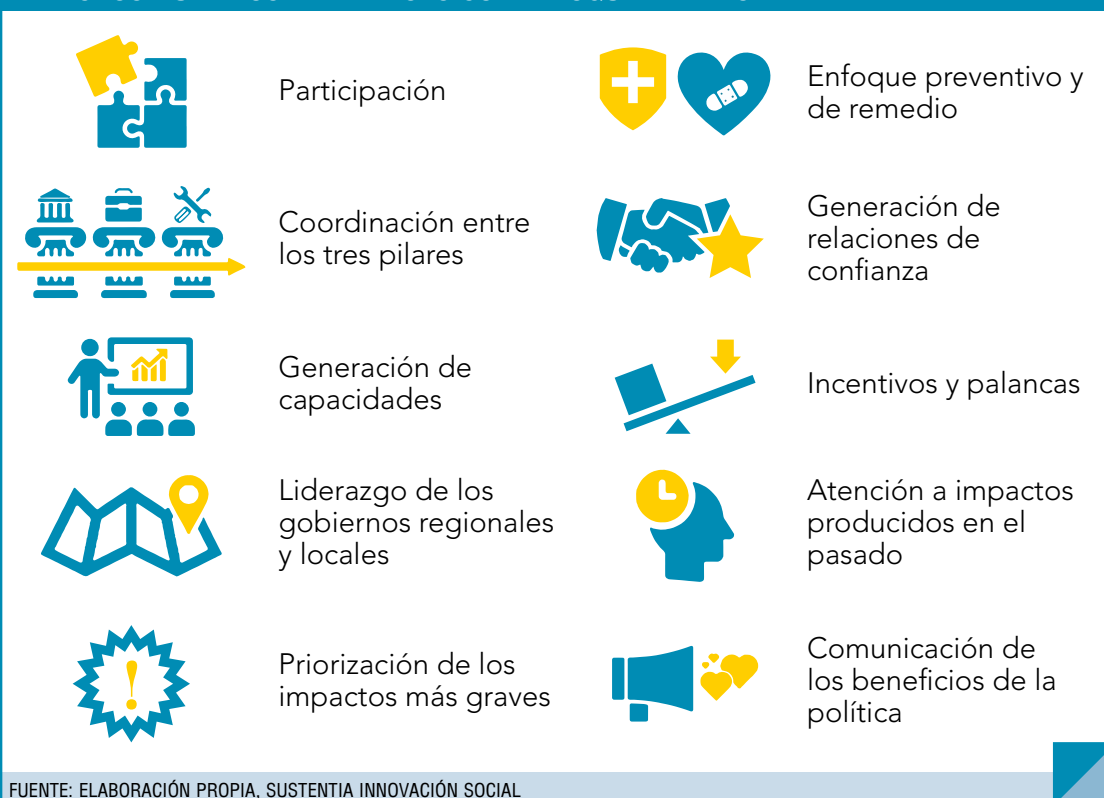 Participación
Coordinación entre
los tres pilares
Generación de
capacidades
Liderazgo de los
gobiernos regionales
y locales
Priorización de los
impactos más graves
Enfoque preventivo y
de remedio
Generación de
relaciones de
confianza
Incentivos y palancas
Atención a impactos
producidos en el
pasado
Comunicación de
los beneficios de la
política
FUENTE: ELABORACIÓN PROPIA, SUSTENTIA INNOVACIÓN SOCIAL